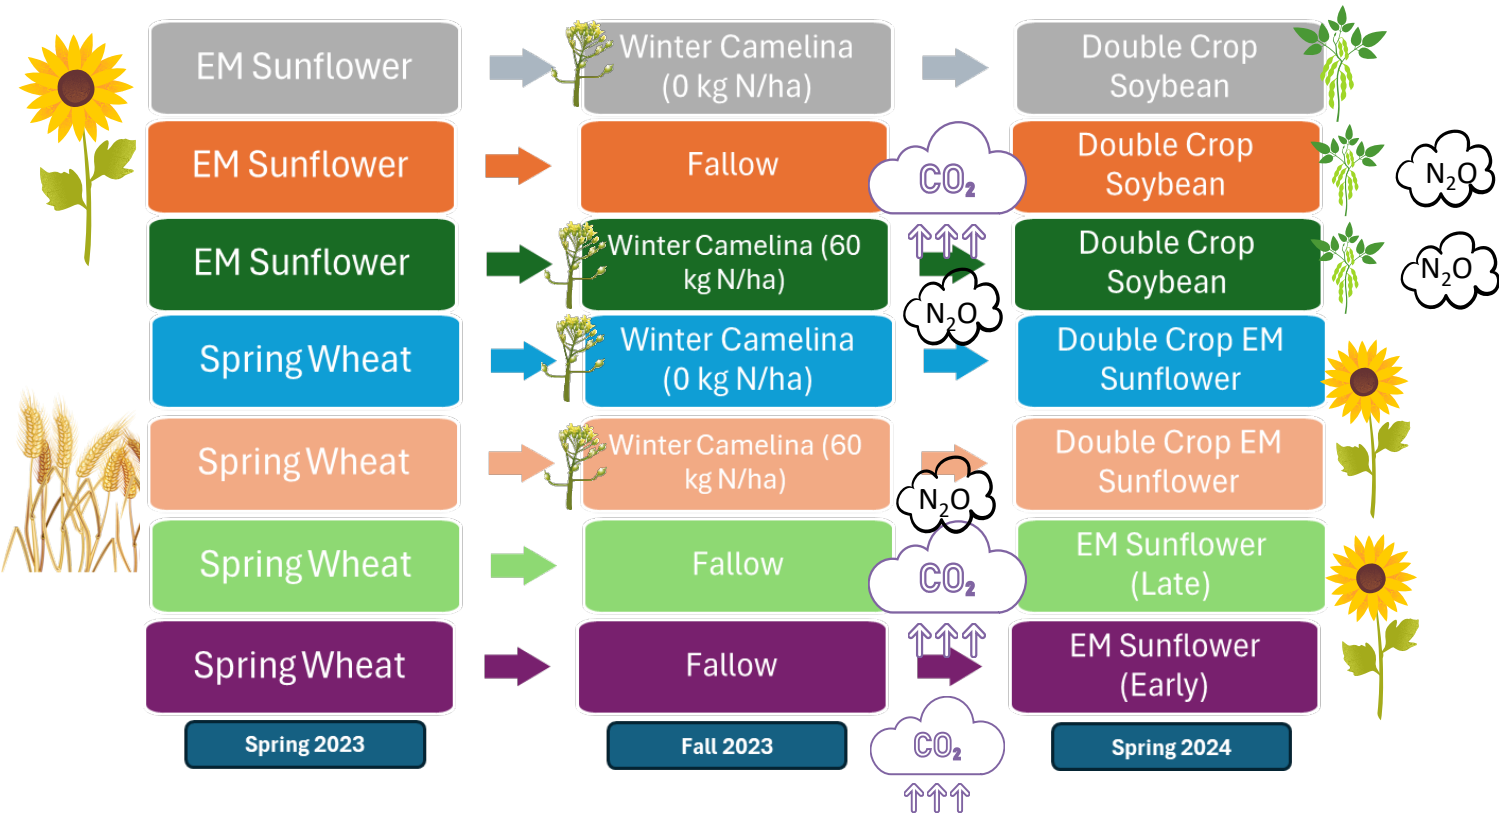 EM Sunflower
Winter Camelina
(0 kg N/ha)
Double Crop
Soybean
EM Sunflower
Fallow
CO₂
Double Crop
Soybean
N₂O
EM Sunflower
Winter Camelina (60
kg N/ha)
Double Crop
Soybean
N₂O
N₂O
Spring Wheat
Winter Camelina
(0 kg N/ha)
Double Crop EM
Sunflower
Spring Wheat
Winter Camelina (60
kg N/ha)
N₂O
Double Crop EM
Sunflower
Spring Wheat
Fallow
CO₂
EM Sunflower
(Late)
Spring Wheat
Fallow
EM Sunflower
(Early)
Spring 2023
Fall 2023
CO₂
Spring 2024